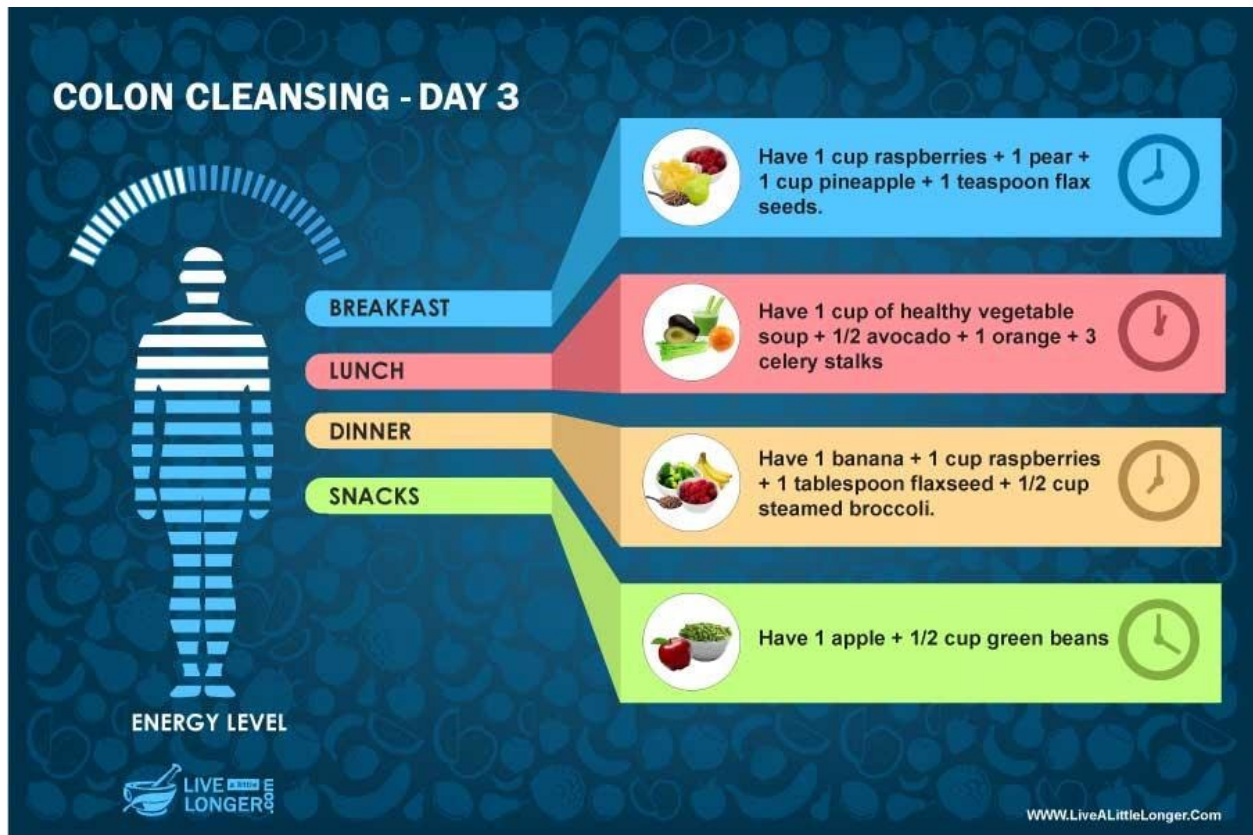 COLON CLEANSING - DAY 3
Have 1 cup raspberries + 1 pear +
1 cup pineapple + 1 teaspoon flax
seeds.
BREAKFAST
Have 1 cup of healthy vegetable
soup + 1/2 avocado + 1 orange + 3
celery stalks
LUNCH
DINNER
Have 1 banana + 1 cup raspberries
+ 1 tablespoon flaxseed + 1/2 cup
steamed broccoli.
SNACKS
Have 1 apple + 1/2 cup green beans
ENERGY LEVEL
LIVE a little
LONGER.com
WWW.LiveALittleLonger.Com